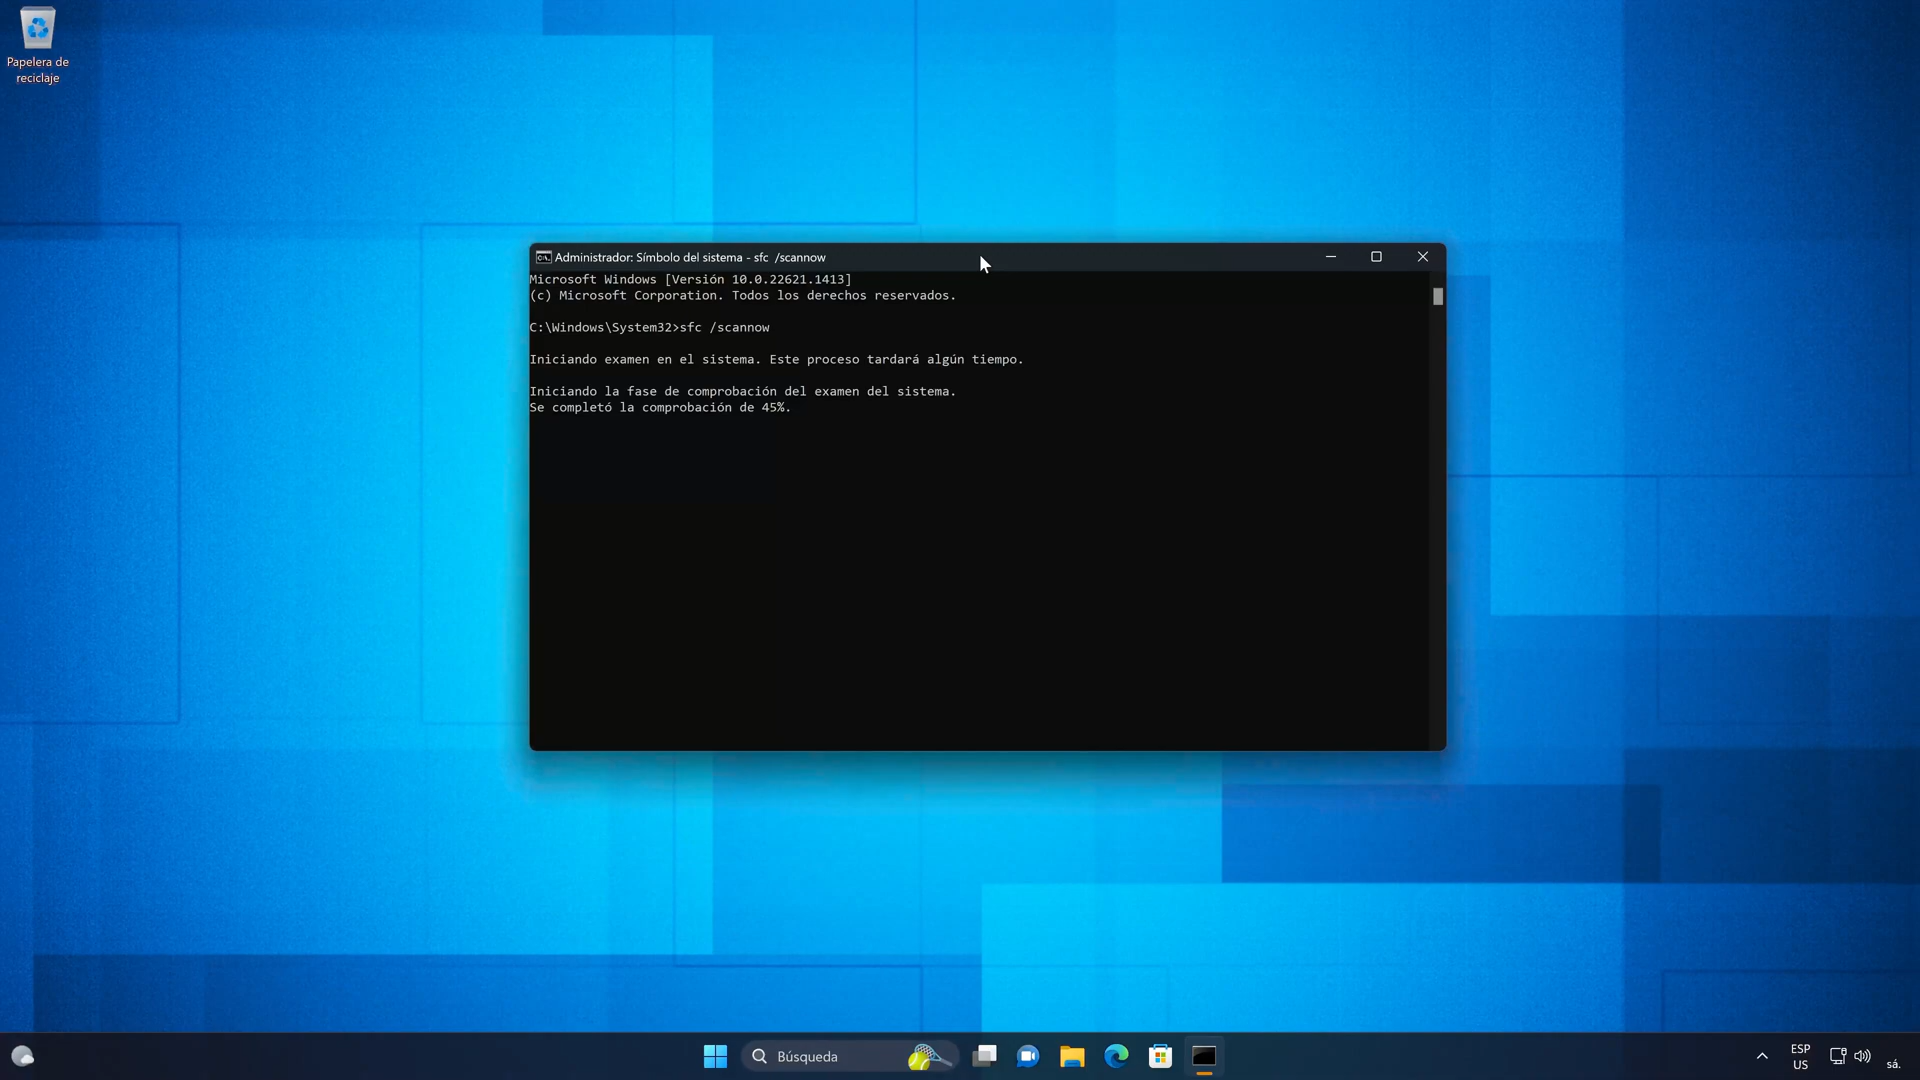 Papelera de
reciclaje
Administrador: Símbolo del sistema - sfc  /scannow
Microsoft Windows [Versión 10.0.22621.1413]
(c) Microsoft Corporation. Todos los derechos reservados.
C:\Windows\System32>sfc /scannow
Iniciando examen en el sistema. Este proceso tardará algún tiempo.
Iniciando la fase de comprobación del examen del sistema.
Se completó la comprobación de 45%.
Búsqueda
ESP
US
sá.